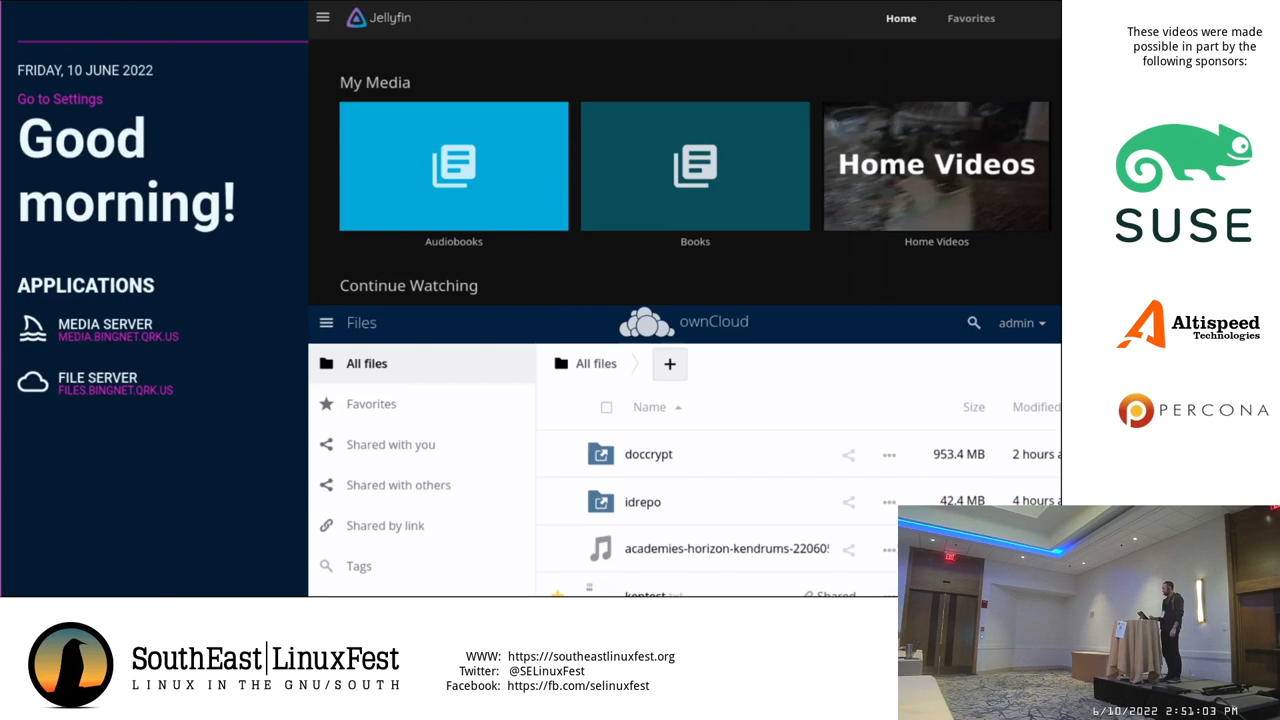 FRIDAY, 10 JUNE 2022
Go to Settings
Good
morning!
APPLICATIONS
MEDIA SERVER
MEDIA.BINGNET.QRK.US
FILE SERVER
FILES.BINGNET.QRK.US
Jellyfin
Home Favorites
My Media
Home Videos
Audiobooks Books Home Videos
Continue Watching
Files ownCloud admin
All files
Favorites
Shared with you
Shared with others
Shared by link
Tags
All files +
Name Size Modified
doccrypt 953.4 MB 2 hours
idrepo 42.4 MB 4 hours
academies-horizon-kendrums-22060
Shared
These videos were made
possible in part by the
following sponsors:
SUSE
Altispeed
Technologies
PERCONA
SouthEast|LinuxFest
LINUX IN THE GNU/SOUTH
WWW: https:///southeastlinuxfest.org
Twitter: @SELinuxFest
Facebook: https://fb.com/selinuxfest
EXIT
6/10/2022 2:51:03 PM